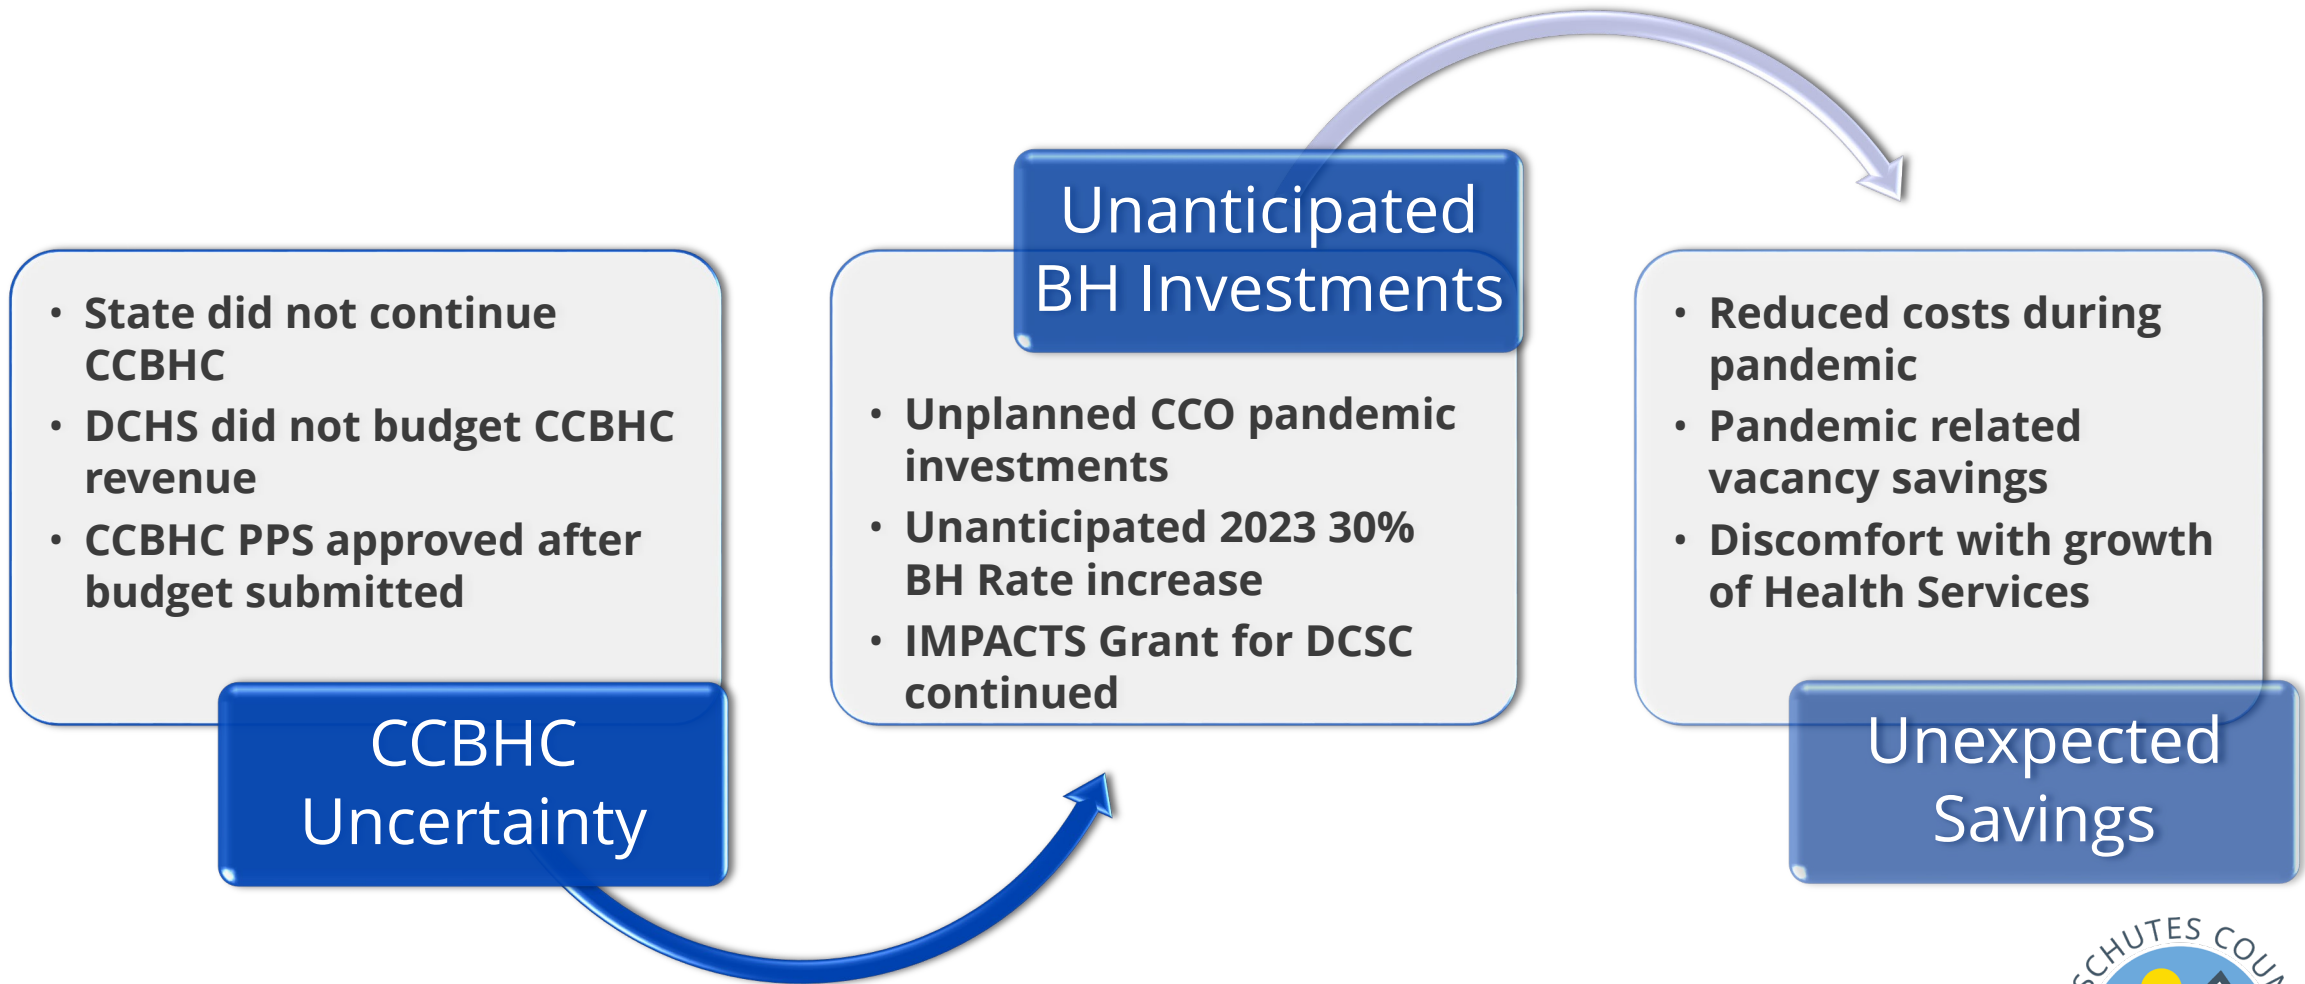 • State did not continue
CCBHC
• DCHS did not budget CCBHC
revenue
• CCBHC PPS approved after
budget submitted
CCBHC
Uncertainty
Unanticipated
BH Investments
• Unplanned CCO pandemic
investments
• Unanticipated 2023 30%
BH Rate increase
• IMPACTS Grant for DCSC
continued
• Reduced costs during
pandemic
• Pandemic related
vacancy savings
• Discomfort with growth
of Health Services
Unexpected
Savings